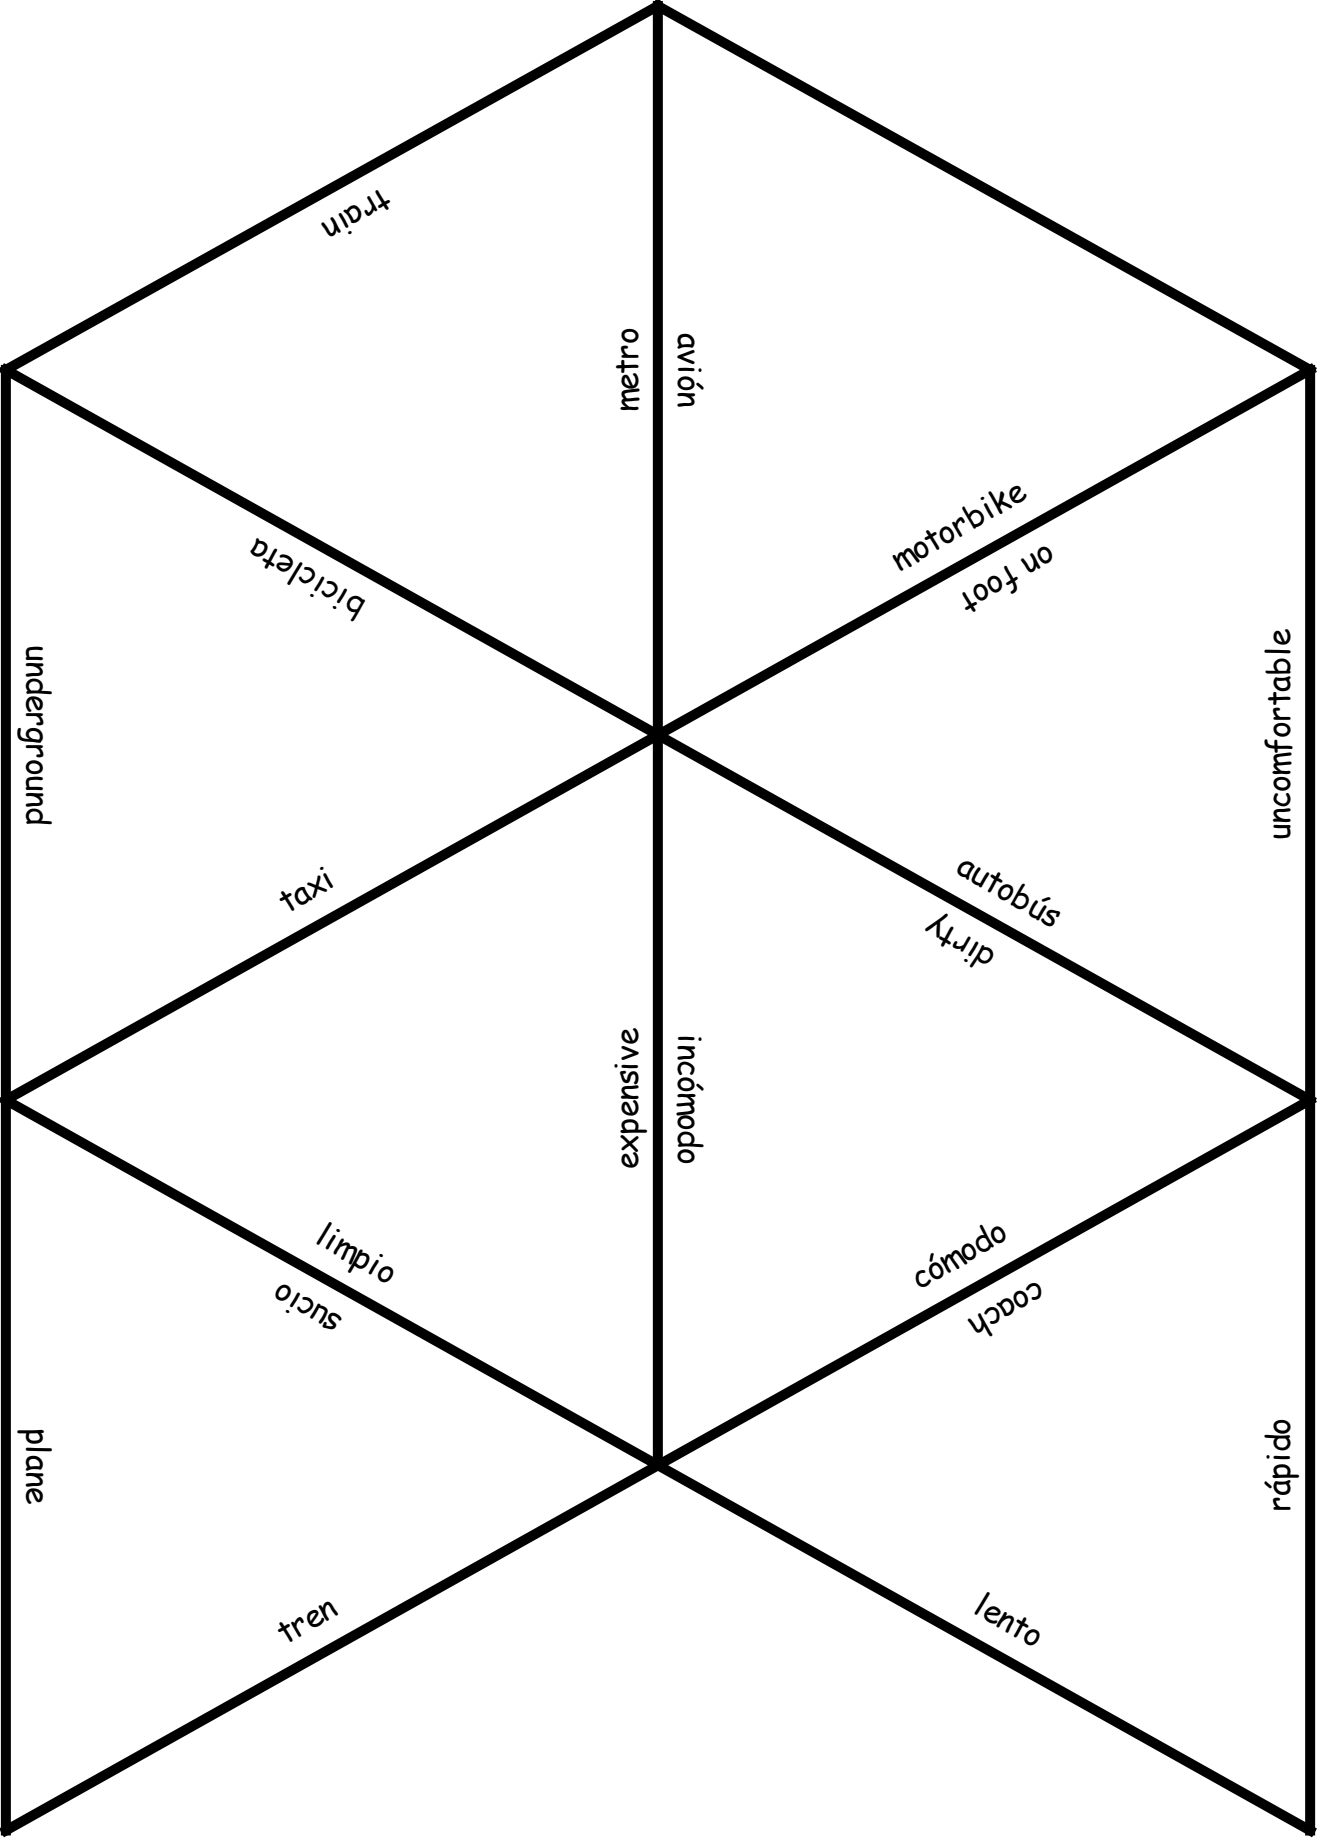 train
metro
avión
motorbike
on foot
bicicleta
underground
uncomfortable
taxi
autobús
dirty
expensive
incómodo
limpio
sucio
cómodo
coach
plane
rápido
tren
lento